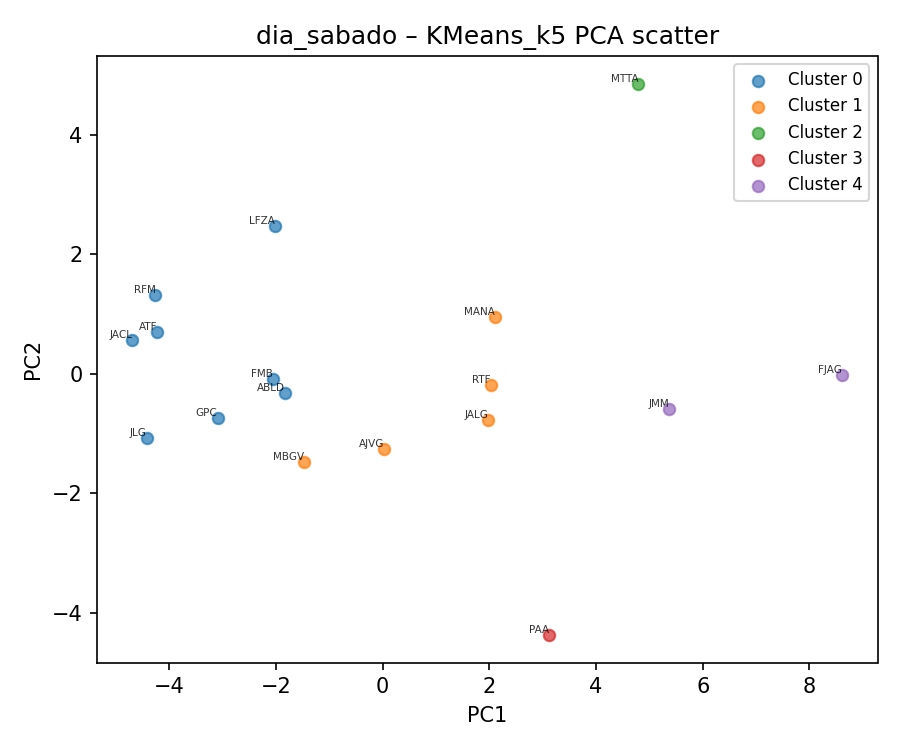 dia_sabado – KMeans_k5 PCA scatter
Cluster 0
Cluster 1
Cluster 2
Cluster 3
Cluster 4
MTTA
LFZA
RFM
ATF
JACL
MANA
FMB
ABLD
RTF
FJAG
JMM
GPC
JALG
JLG
AJVG
MBGV
PAA
4
2
0
−2
−4
PC2
−4 −2 0 2 4 6 8
PC1